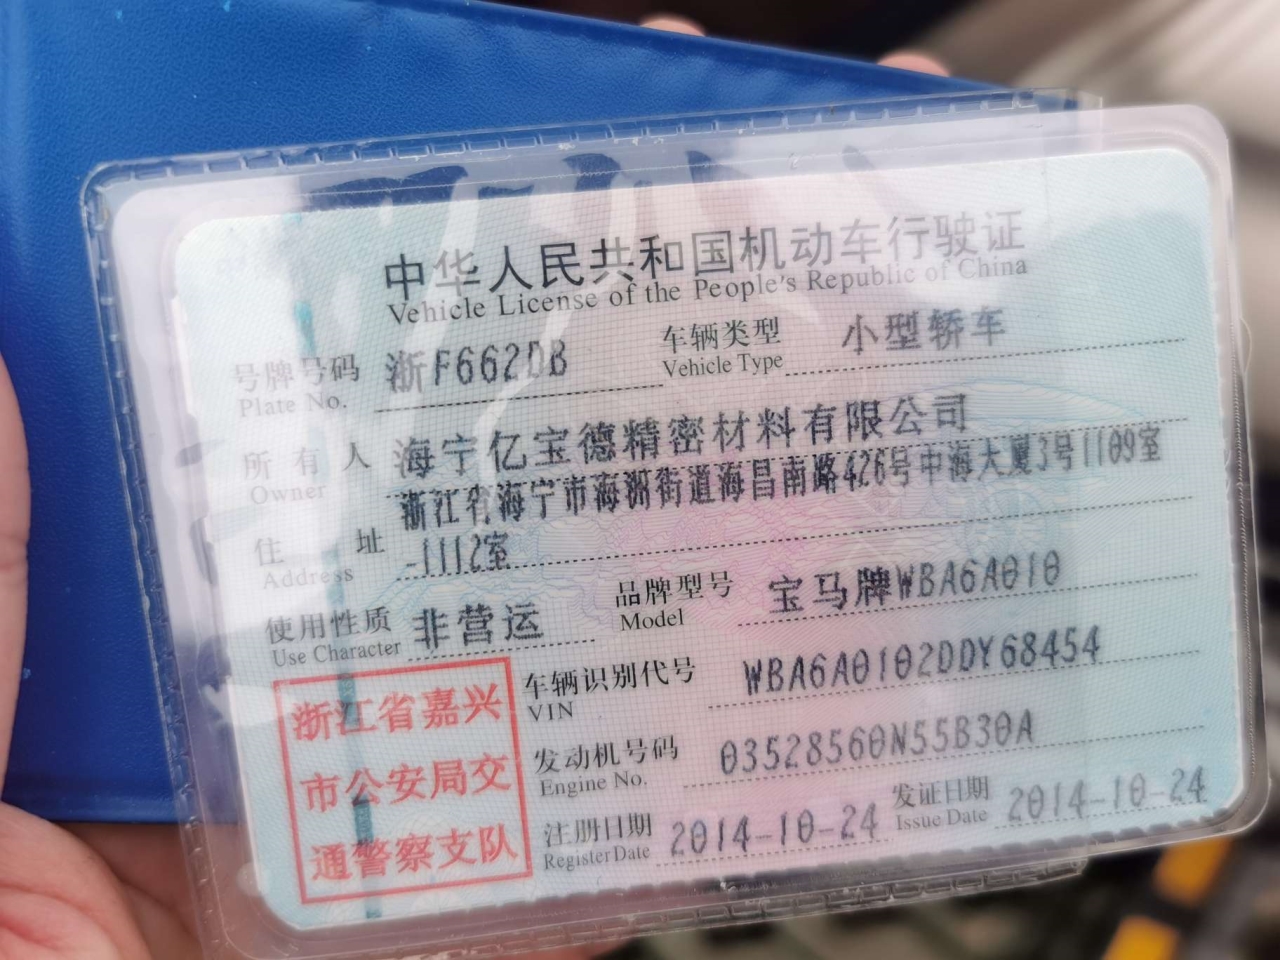 中华人民共和国机动车行驶证
Vehicle License of the People's Republic of China
号牌号码 浙F662DB 车辆类型 小型轿车
Plate No. Vehicle Type
所有人 海宁亿宝德精密材料有限公司
Owner
浙江省海宁市海洲街道海昌南路426号中海大厦3号1109室
住址 -1112室
Address
使用性质 非营运 品牌型号 宝马牌WBA6A010
Use Character Model
车辆识别代号 WBA6A0102DDY68454
VIN
发动机号码 03528560N55B30A
Engine No.
注册日期 2014-10-24 发证日期 2014-10-24
Register Date Issue Date
浙江省嘉兴
市公安局交
通警察支队